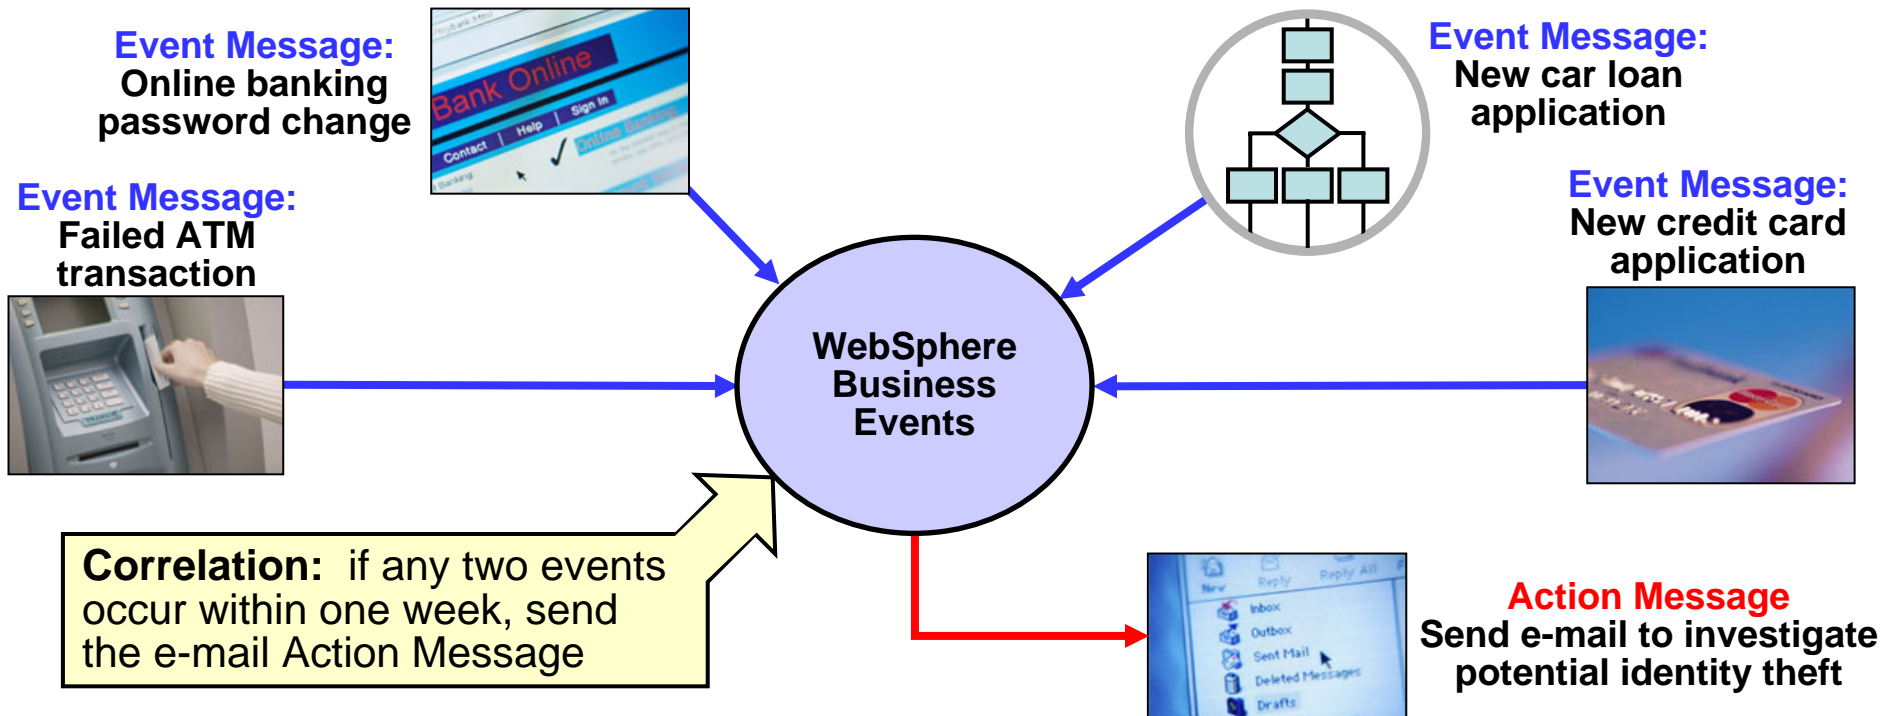 Event Message:
Online banking
password change
Bank Online
Contact | Help | Sign In
Online Banking
Event Message:
New car loan
application
Event Message:
Failed ATM
transaction
Event Message:
New credit card
application
WebSphere
Business
Events
Correlation: if any two events
occur within one week, send
the e-mail Action Message
New Reply Reply All
Inbox
Outbox
Sent Mail
Deleted Messages
Drafts
Action Message
Send e-mail to investigate
potential identity theft